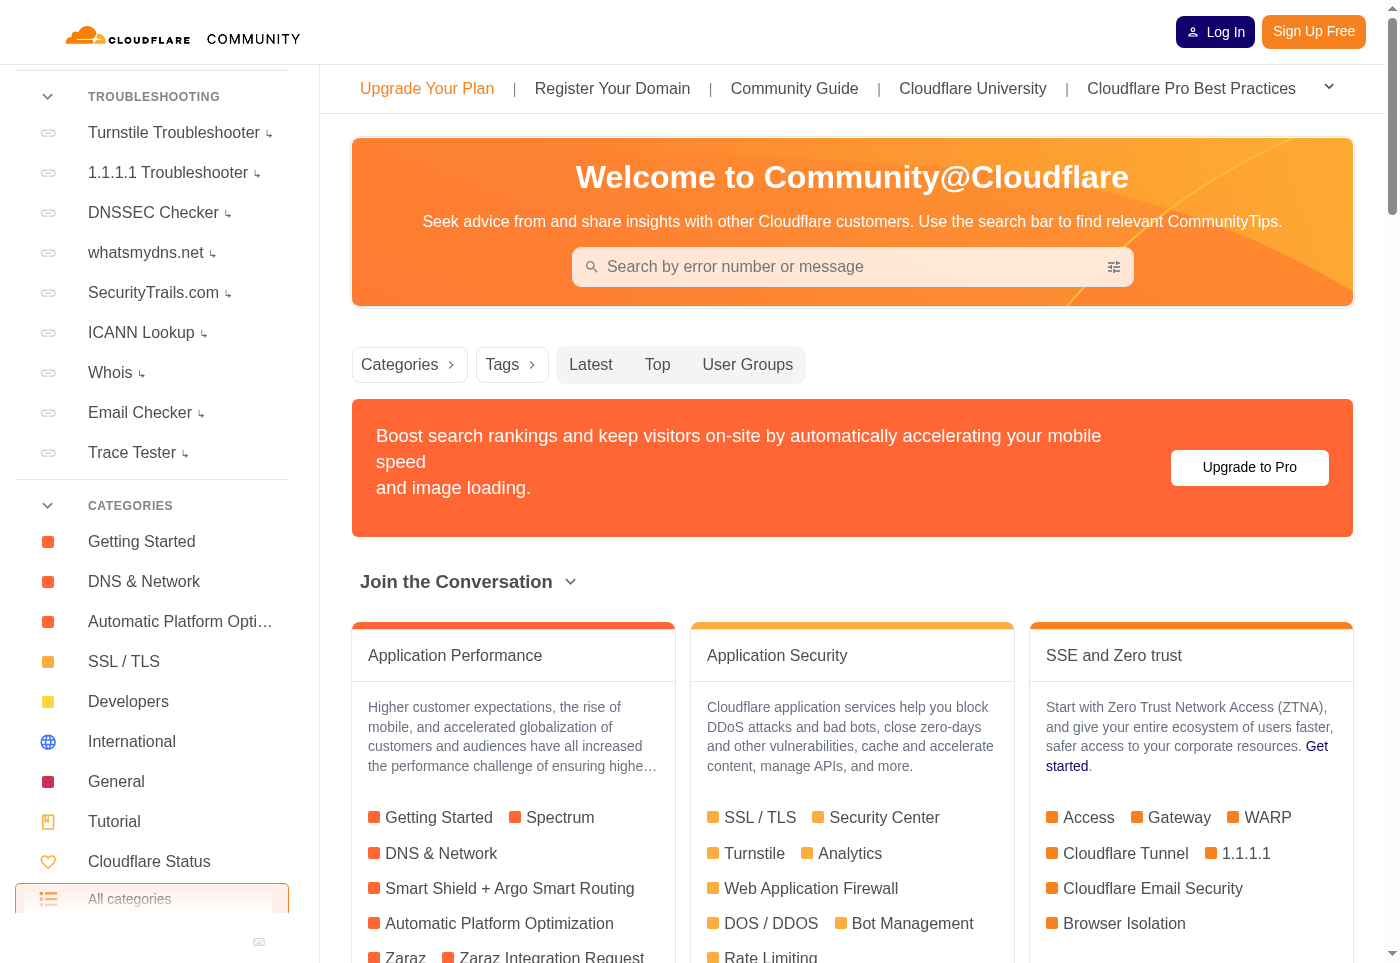 CLOUDFLARE COMMUNITY
Log In
Sign Up Free
TROUBLESHOOTING
Turnstile Troubleshooter ↳
1.1.1.1 Troubleshooter ↳
DNSSEC Checker ↳
whatsmydns.net ↳
SecurityTrails.com ↳
ICANN Lookup ↳
Whois ↳
Email Checker ↳
Trace Tester ↳
CATEGORIES
Getting Started
DNS & Network
Automatic Platform Opti…
SSL / TLS
Developers
International
General
Tutorial
Cloudflare Status
All categories
Upgrade Your Plan | Register Your Domain | Community Guide | Cloudflare University | Cloudflare Pro Best Practices
Welcome to Community@Cloudflare
Seek advice from and share insights with other Cloudflare customers. Use the search bar to find relevant CommunityTips.
Search by error number or message
Categories
Tags
Latest
Top
User Groups
Boost search rankings and keep visitors on-site by automatically accelerating your mobile
speed
and image loading.
Upgrade to Pro
Join the Conversation
Application Performance
Higher customer expectations, the rise of
mobile, and accelerated globalization of
customers and audiences have all increased
the performance challenge of ensuring highe…
Getting Started Spectrum
DNS & Network
Smart Shield + Argo Smart Routing
Automatic Platform Optimization
Zaraz Zaraz Integration Request
Application Security
Cloudflare application services help you block
DDoS attacks and bad bots, close zero-days
and other vulnerabilities, cache and accelerate
content, manage APIs, and more.
SSL / TLS Security Center
Turnstile Analytics
Web Application Firewall
DOS / DDOS Bot Management
Rate Limiting
SSE and Zero trust
Start with Zero Trust Network Access (ZTNA),
and give your entire ecosystem of users faster,
safer access to your corporate resources. Get
started.
Access Gateway WARP
Cloudflare Tunnel 1.1.1.1
Cloudflare Email Security
Browser Isolation